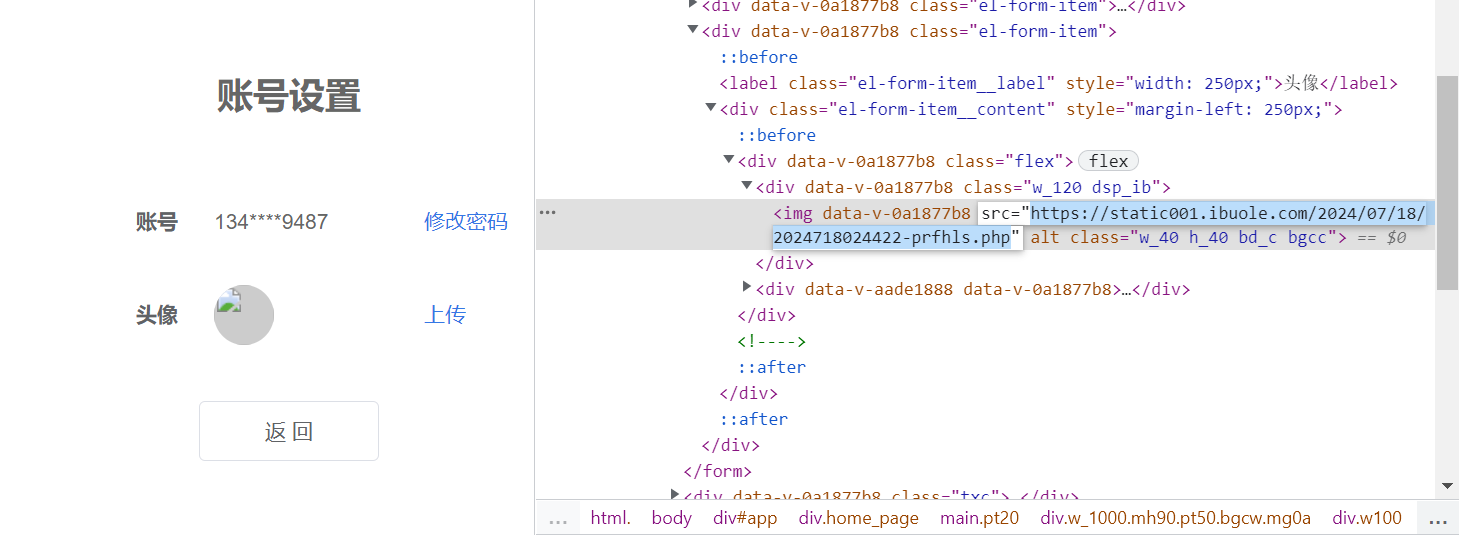 账号设置
账号 134****9487 修改密码
头像 上传
返 回
<div data-v-0a1877b8 class="el-form-item">…</div>
<div data-v-0a1877b8 class="el-form-item">
::before
<label class="el-form-item__label" style="width: 250px;">头像</label>
<div class="el-form-item__content" style="margin-left: 250px;">
::before
<div data-v-0a1877b8 class="flex"> flex
<div data-v-0a1877b8 class="w_120 dsp_ib">
<img data-v-0a1877b8 src="https://static001.ibuole.com/2024/07/18/
2024718024422-prfhls.php" alt class="w_40 h_40 bd_c bgcc"> == $0
</div>
<div data-v-aade1888 data-v-0a1877b8>…</div>
</div>
<!---->
::after
</div>
::after
</div>
</form>
<div data-v-0a1877b8 class="txc">…</div>
… html. body div#app div.home_page main.pt20 div.w_1000.mh90.pt50.bgcw.mg0a div.w100 …